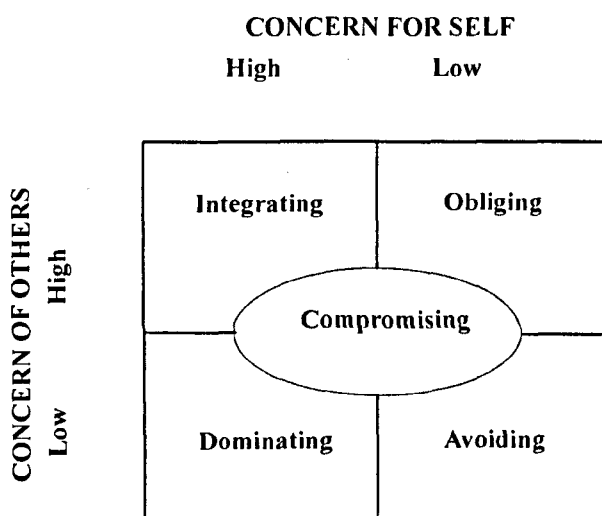 CONCERN FOR SELF
High Low
Integrating Obliging
CONCERN OF OTHERS
High
Compromising
Low
Dominating Avoiding